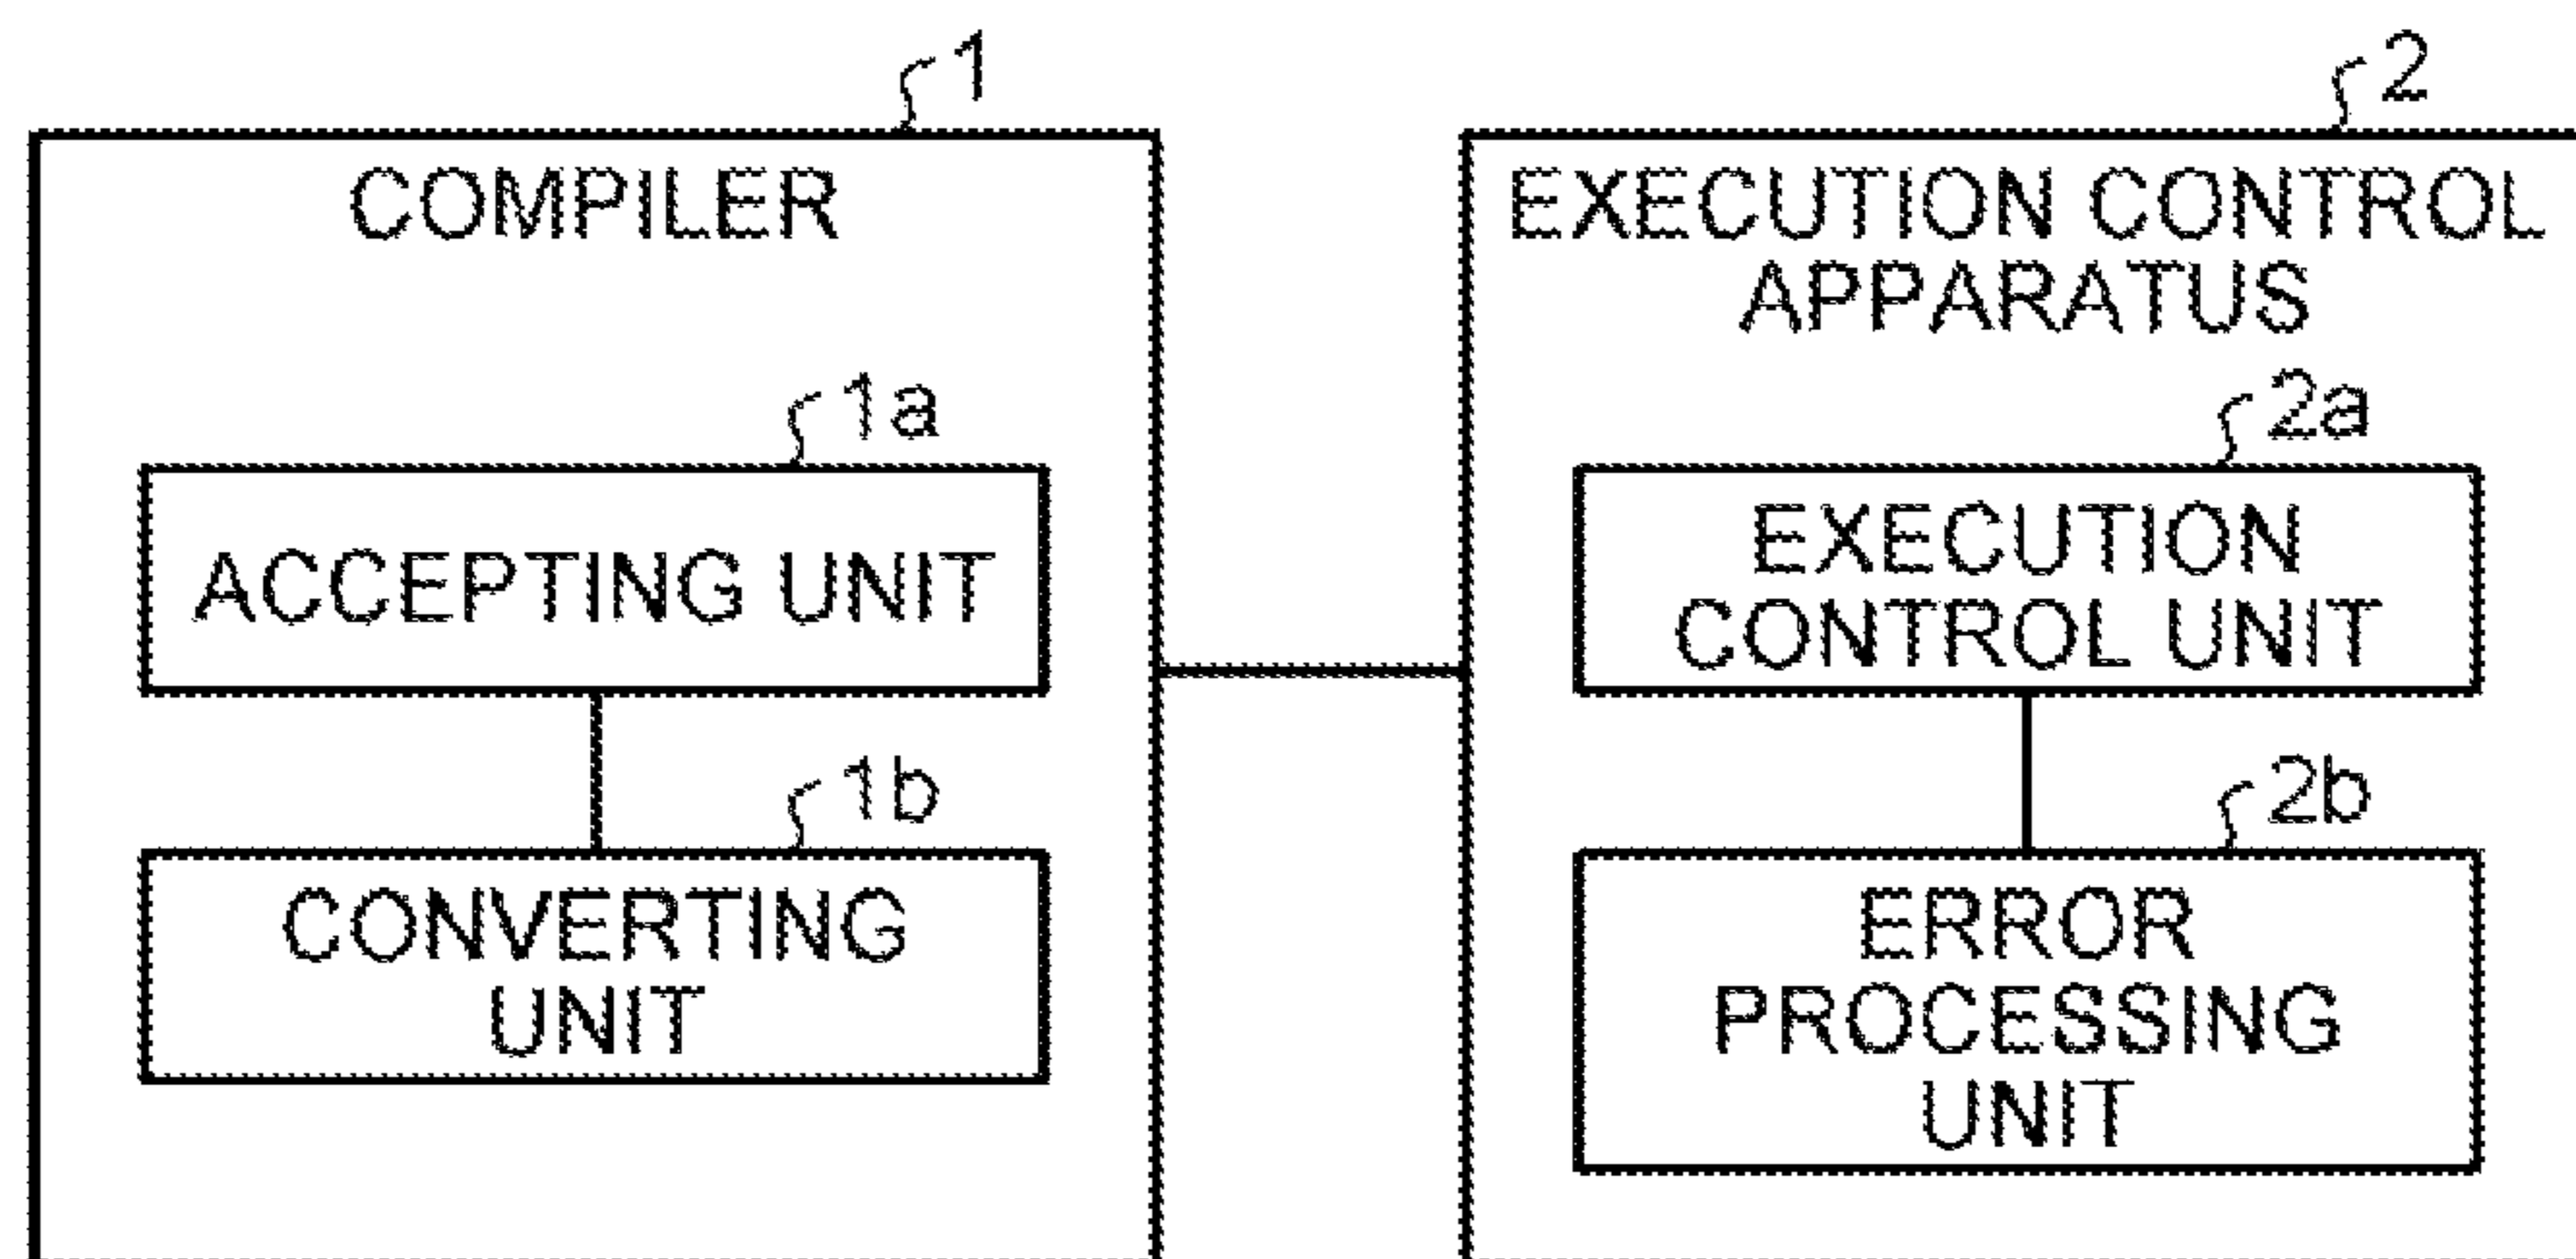 1
COMPILER
1a
ACCEPTING UNIT
1b
CONVERTING
UNIT
2
EXECUTION CONTROL
APPARATUS
2a
EXECUTION
CONTROL UNIT
2b
ERROR
PROCESSING
UNIT